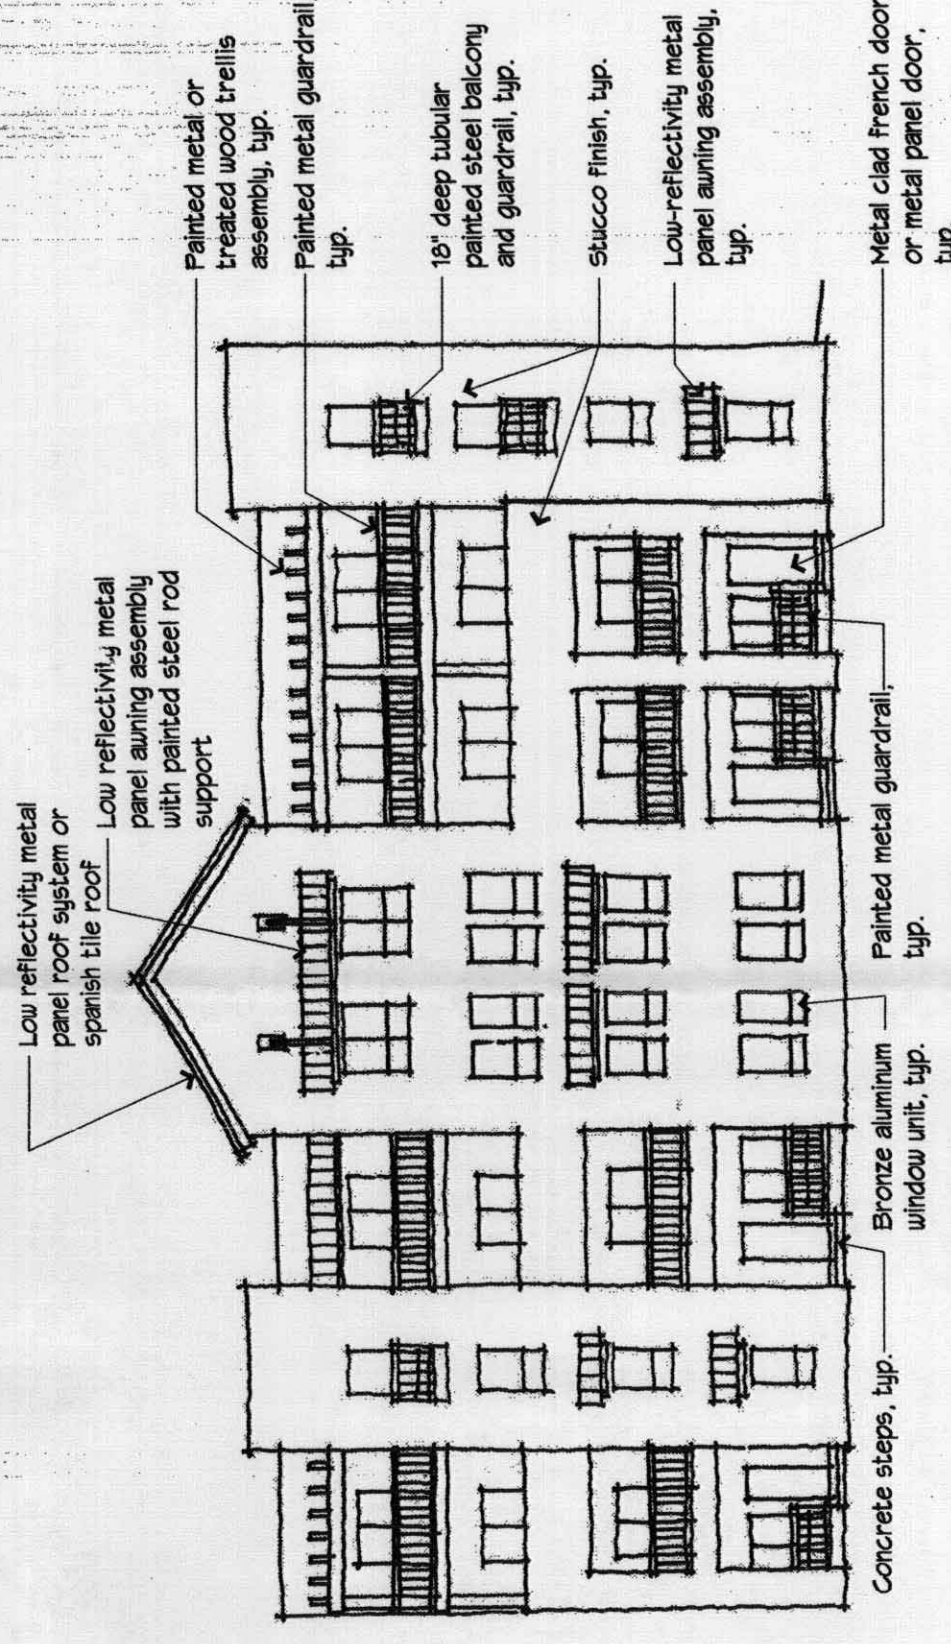 Low reflectivity metal
panel roof system or
spanish tile roof
Low reflectivity metal
panel awning assembly
with painted steel rod
support
Painted metal or
treated wood trellis
assembly, typ.
Painted metal guardrail
typ.
18" deep tubular
painted steel balcony
and guardrail, typ.
Stucco finish, typ.
Low-reflectivity metal
panel awning assembly,
typ.
Metal clad french door
or metal panel door,
typ.
Painted metal guardrail,
typ.
Bronze aluminum
window unit, typ.
Concrete steps, typ.